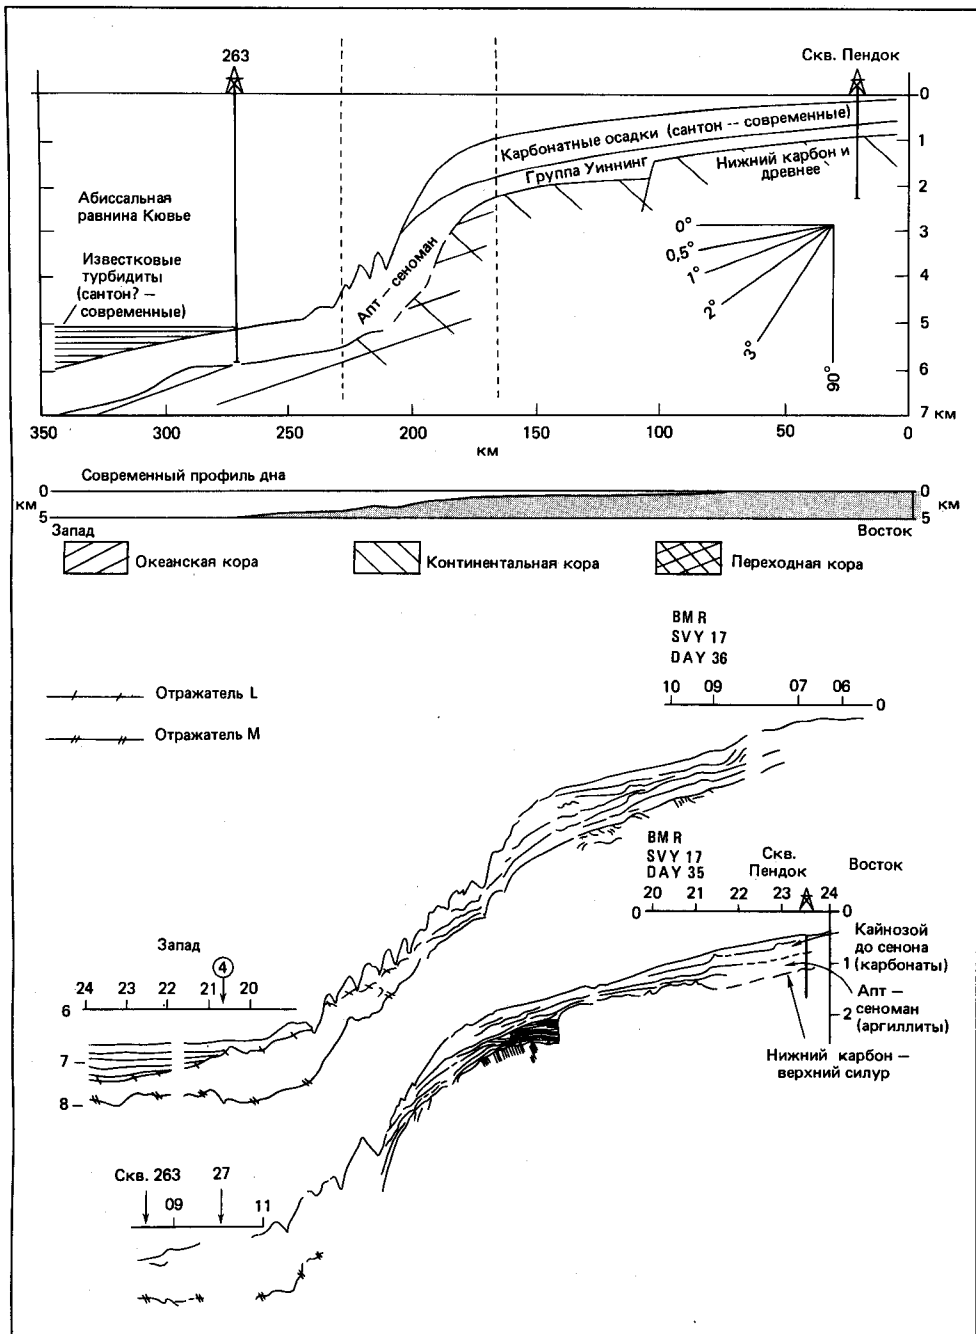 263
Скв. Пендок
0
Карбонатные осадки (сантон -- современные)
1
Группа Уиннинг
Нижний карбон и
древнее
2
Абиссальная
равнина Кювье
3
0°
0,5°
1°
2°
3°
90°
Известковые
турбидиты
(сантон? –
современные)
Апт – сеноман
4
5
6
7 км
350
300
250
200
150
100
50
0
км
Современный профиль дна
0
км
5
0
км
5
Запад
Восток
Океанская кора
Континентальная кора
Переходная кора
BMR
SVY 17
DAY 36
Отражатель L
10
09
07
06
0
Отражатель М
BMR
SVY 17
DAY 35
Скв.
Пендок
Восток
20
21
22
23
24
0
0
Кайнозой
до сенона
1 (карбонаты)
Апт –
сеноман
2
(аргиллиты)
Нижний карбон –
верхний силур
Запад
4
24
23
22
21
20
6
7
8
Скв. 263
27
09
11